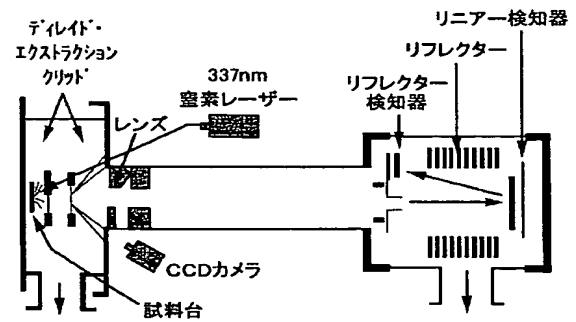 ディレイド・
エクストラクション
クリッド
337nm
窒素レーザー
レンズ
リニアー検知器
リフレクター
リフレクター
検知器
CCDカメラ
試料台